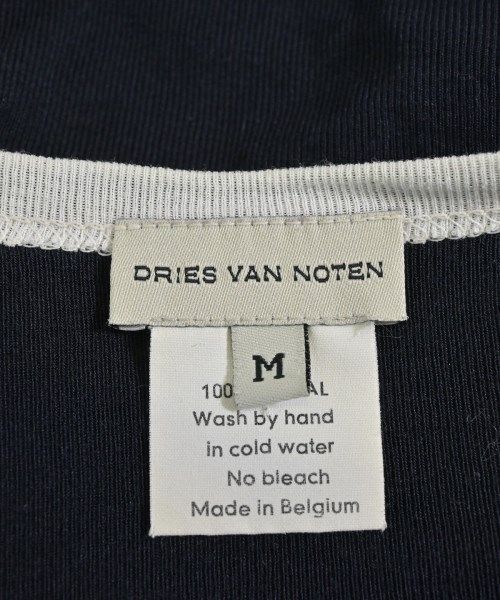 DRIES VAN NOTEN
M
100
Wash by hand
in cold water
No bleach
Made in Belgium